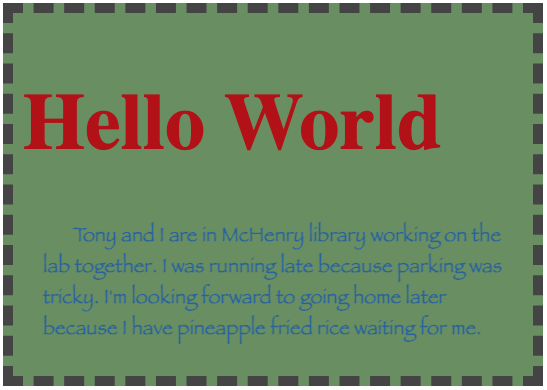 Hello World
Tony and I are in McHenry library working on the
lab together. I was running late because parking was
tricky. I'm looking forward to going home later
because I have pineapple fried rice waiting for me.